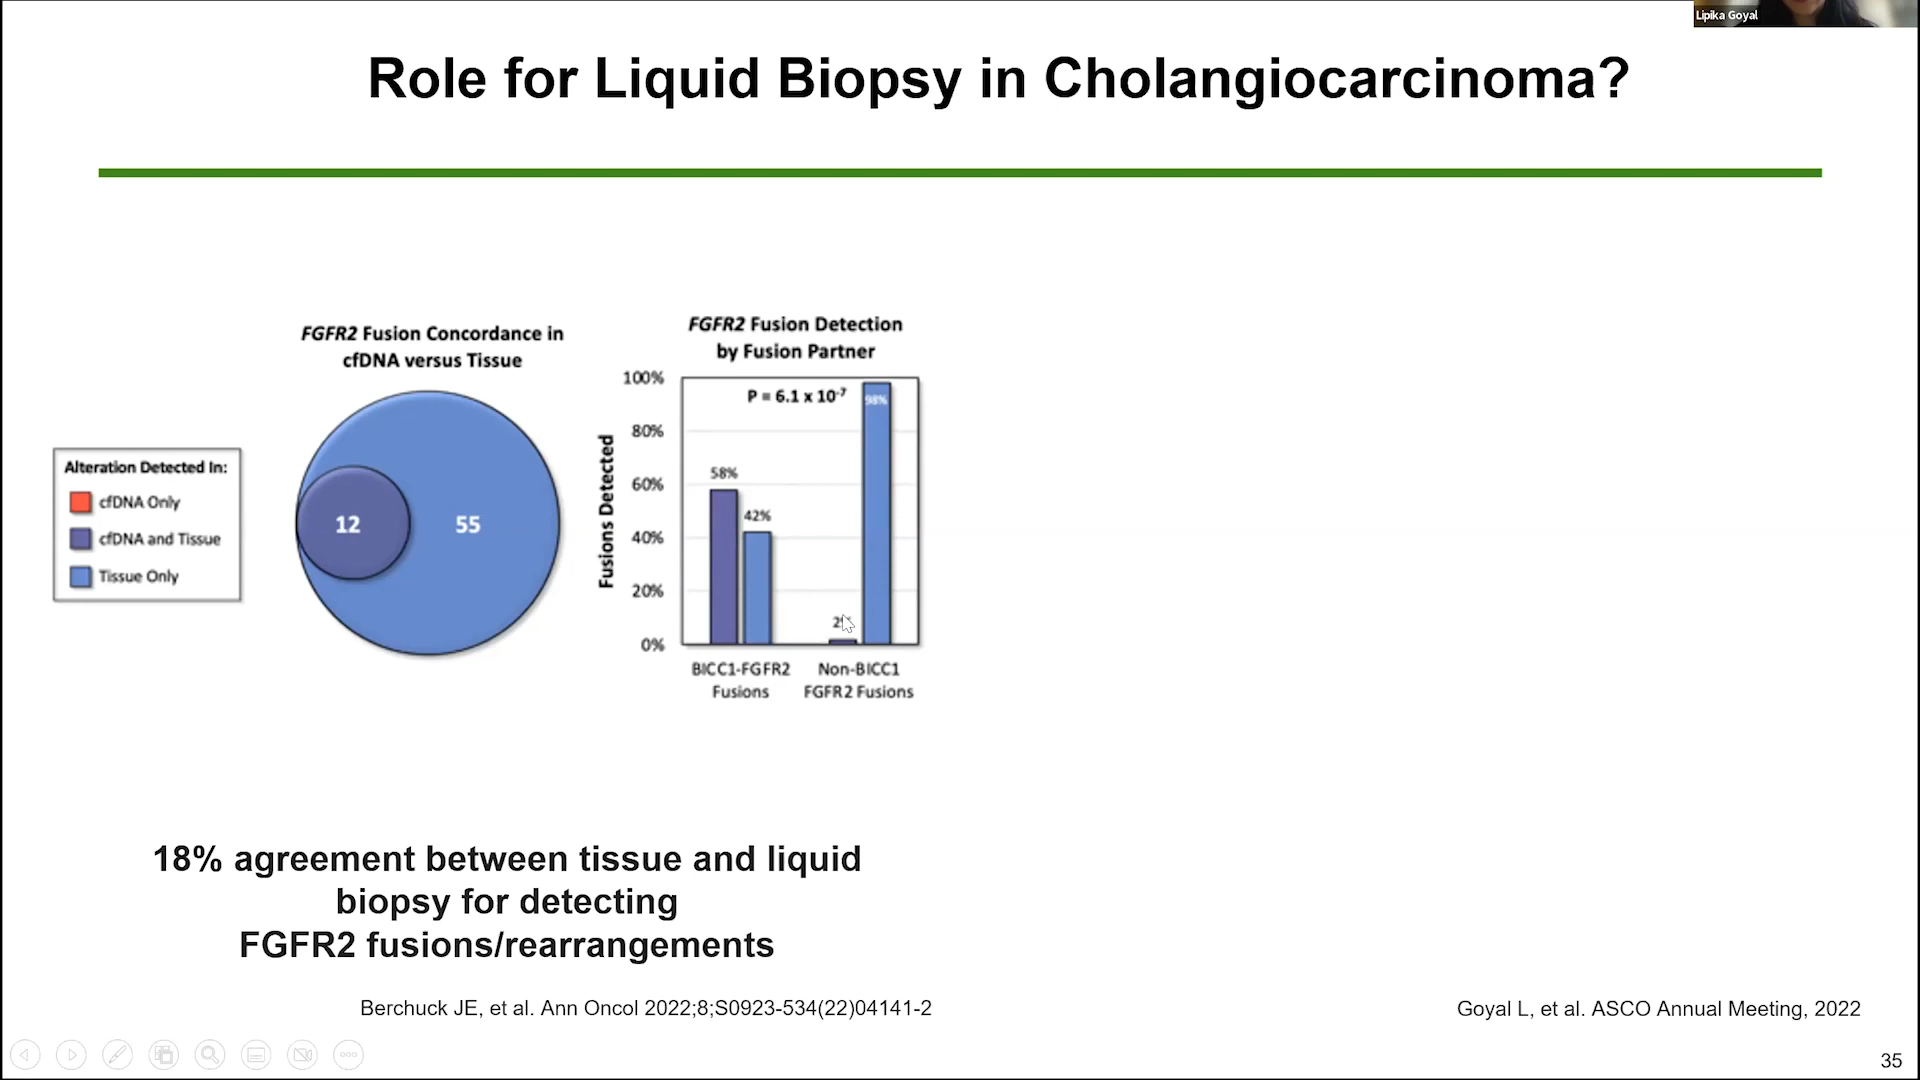 Lipika Goyal
Role for Liquid Biopsy in Cholangiocarcinoma?
FGFR2 Fusion Concordance in
cfDNA versus Tissue
Alteration Detected In:
cfDNA Only
cfDNA and Tissue
Tissue Only
12
55
FGFR2 Fusion Detection
by Fusion Partner
Fusions Detected
100%
80%
60%
40%
20%
0%
P = 6.1 x 10-7
58%
42%
98%
BICC1-FGFR2
Fusions
Non-BICC1
FGFR2 Fusions
18% agreement between tissue and liquid
biopsy for detecting
FGFR2 fusions/rearrangements
Berchuck JE, et al. Ann Oncol 2022;8;S0923-534(22)04141-2
Goyal L, et al. ASCO Annual Meeting, 2022
35